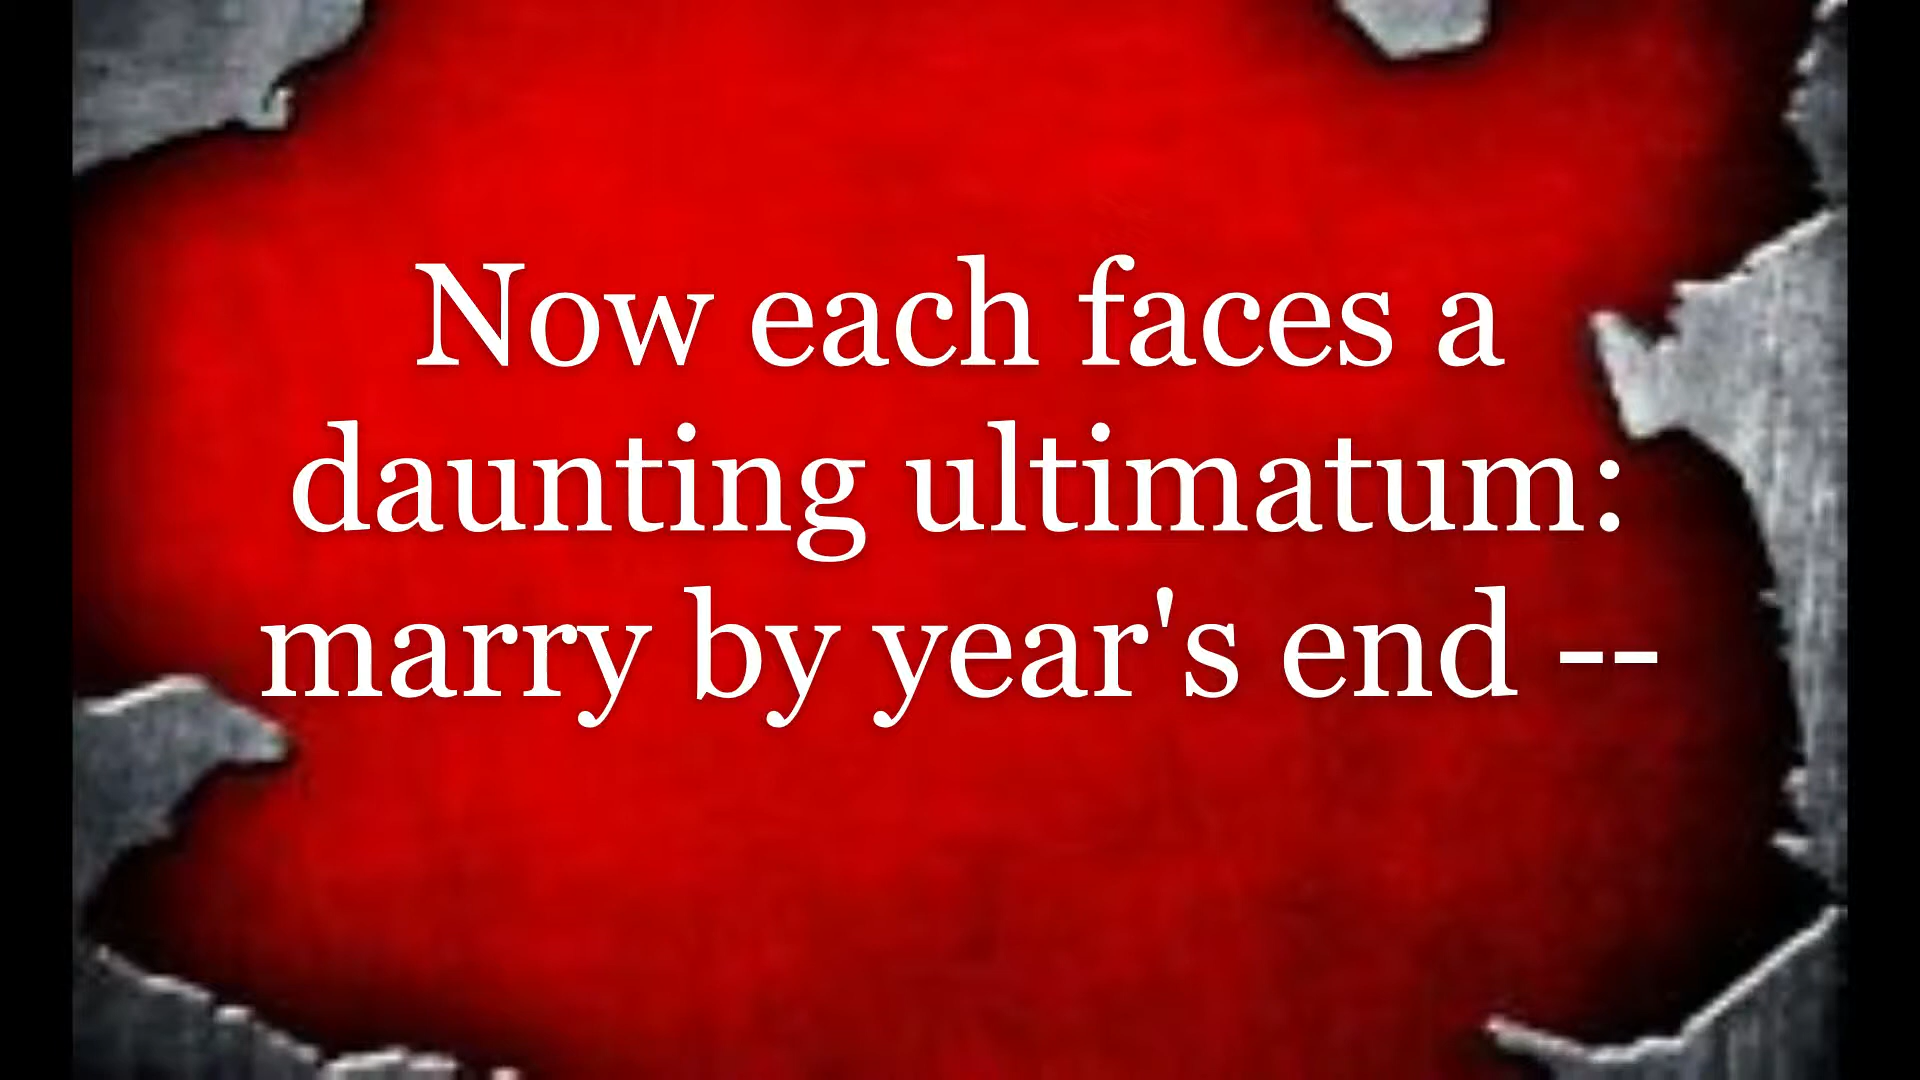 Now each faces a
daunting ultimatum:
marry by year's end --